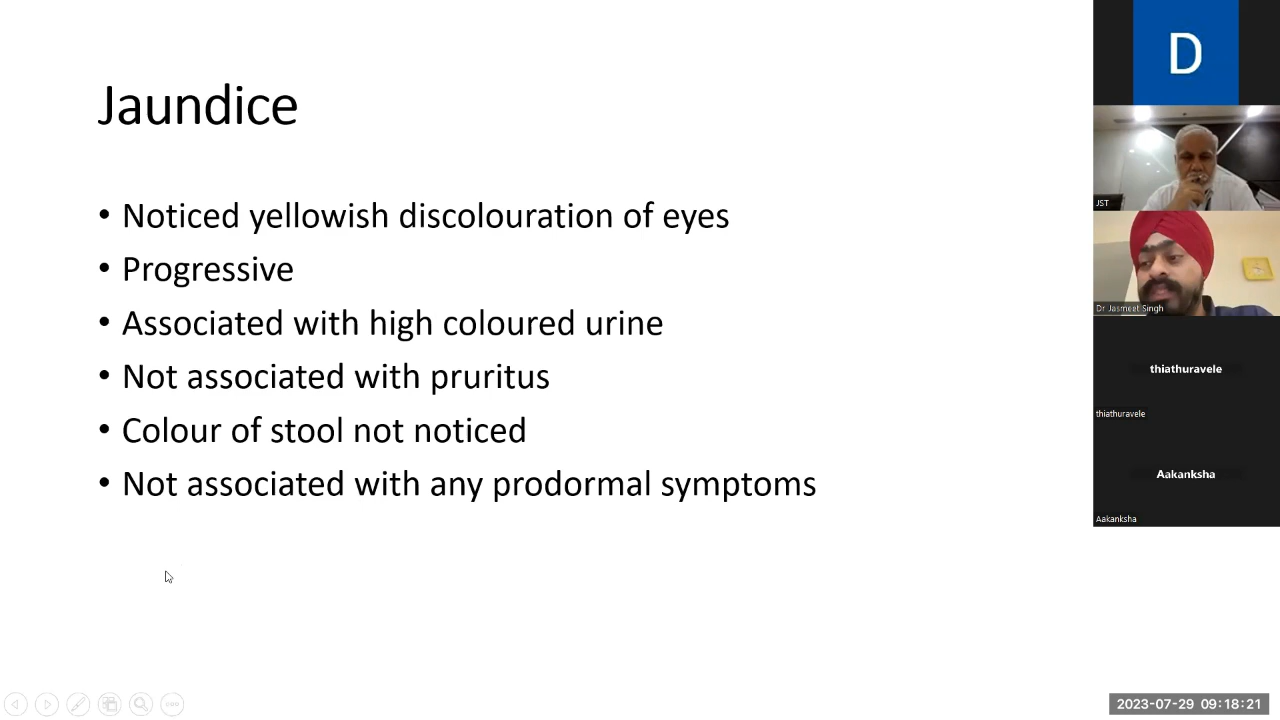 Jaundice
• Noticed yellowish discolouration of eyes
• Progressive
• Associated with high coloured urine
• Not associated with pruritus
• Colour of stool not noticed
• Not associated with any prodormal symptoms
D
JST
Dr Jasmeet Singh
thiathuravele
thiathuravele
Aakanksha
Aakanksha
2023-07-29 09:18:21